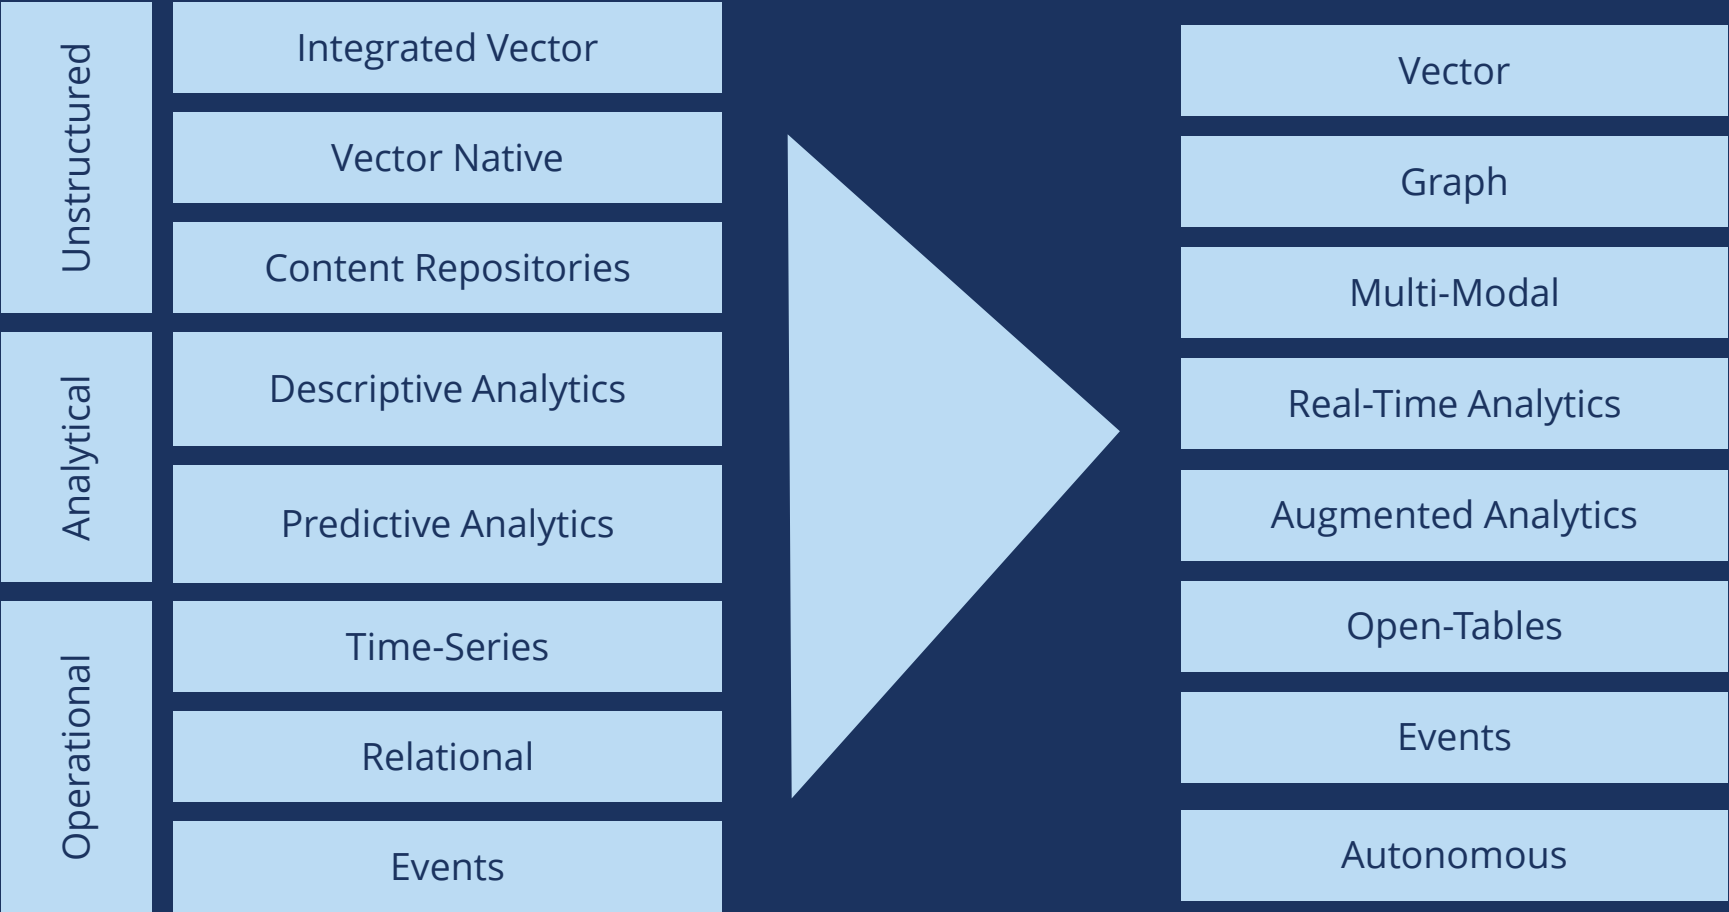 Unstructured
Integrated Vector
Vector Native
Content Repositories
Analytical
Descriptive Analytics
Predictive Analytics
Operational
Time-Series
Relational
Events
Vector
Graph
Multi-Modal
Real-Time Analytics
Augmented Analytics
Open-Tables
Events
Autonomous